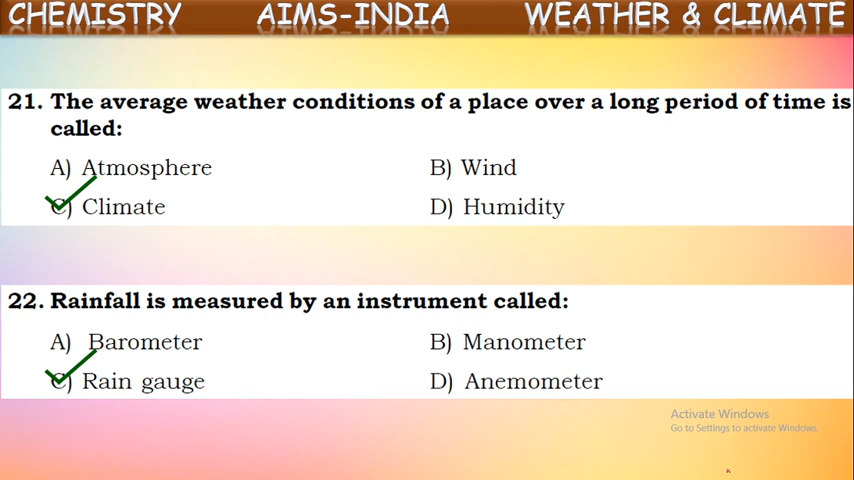 CHEMISTRY AIMS-INDIA WEATHER & CLIMATE
21. The average weather conditions of a place over a long period of time is
called:
A) Atmosphere B) Wind
C) Climate D) Humidity
22. Rainfall is measured by an instrument called:
A) Barometer B) Manometer
C) Rain gauge D) Anemometer
Activate Windows
Go to Settings to activate Windows.